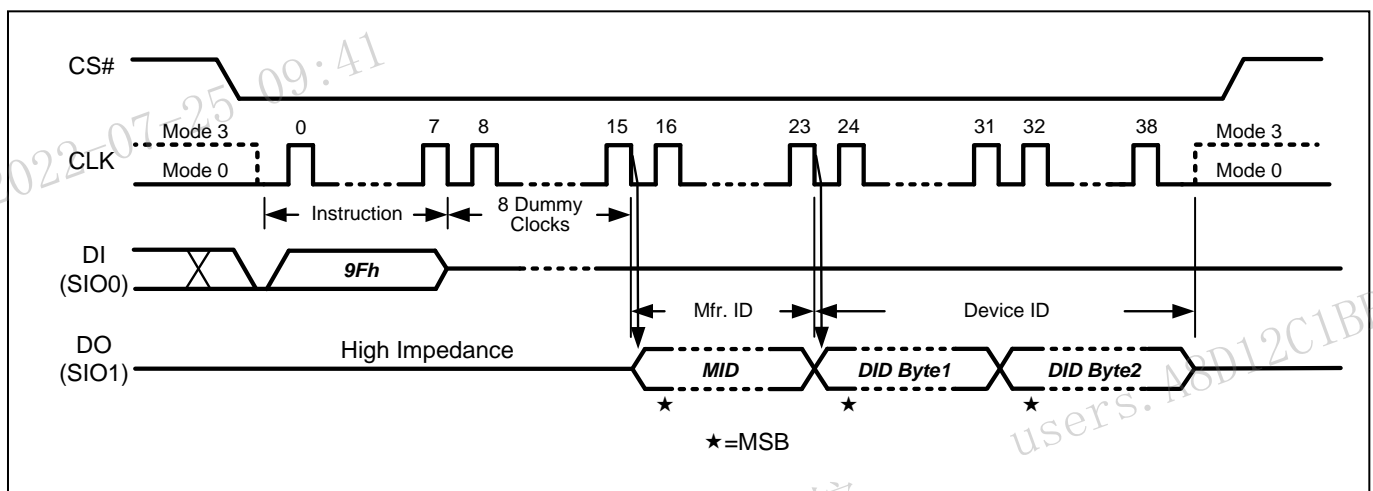 CS#
Mode 3
CLK
Mode 0
0 7 8 15 16 23 24 31 32 38
Mode 3
Mode 0
Instruction
8 Dummy
Clocks
DI
(SIO0)
9Fh
Mfr. ID
Device ID
DO
(SIO1)
High Impedance
MID
DID Byte1
DID Byte2
★ ★ ★
★=MSB
2022-07-25 09:41